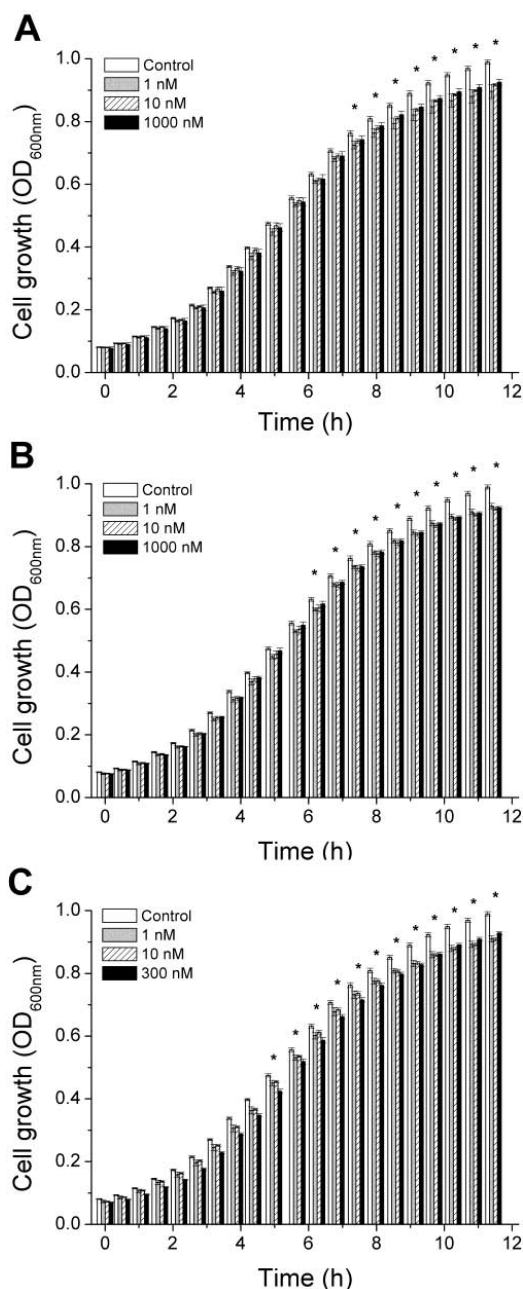 A
Control
1 nM
10 nM
1000 nM
* * * * * * * *
1.0
0.8
0.6
0.4
0.2
0.0
Cell growth (OD600nm)
0 2 4 6 8 10 12
Time (h)
B
Control
1 nM
10 nM
1000 nM
* * * * * * * * * *
1.0
0.8
0.6
0.4
0.2
0.0
Cell growth (OD600nm)
0 2 4 6 8 10 12
Time (h)
C
Control
1 nM
10 nM
300 nM
* * * * * * * * * * * *
1.0
0.8
0.6
0.4
0.2
0.0
Cell growth (OD600nm)
0 2 4 6 8 10 12
Time (h)